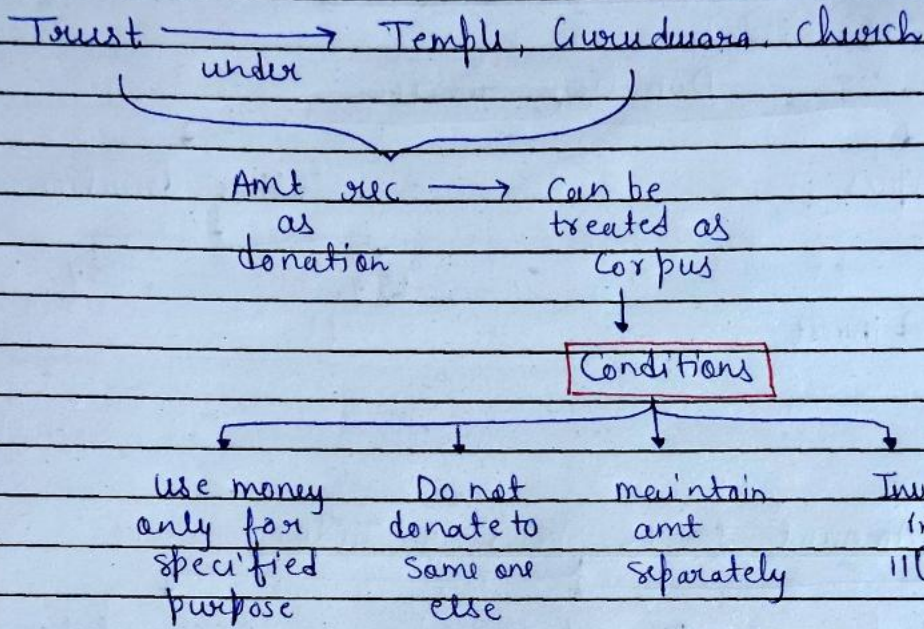 Trust → Temple, Gurudwara, Church
under
Amt rec → Can be
as treated as
donation Corpus
Conditions
Use money Do not maintain
only for donate to amt
specified some one separately
purpose else